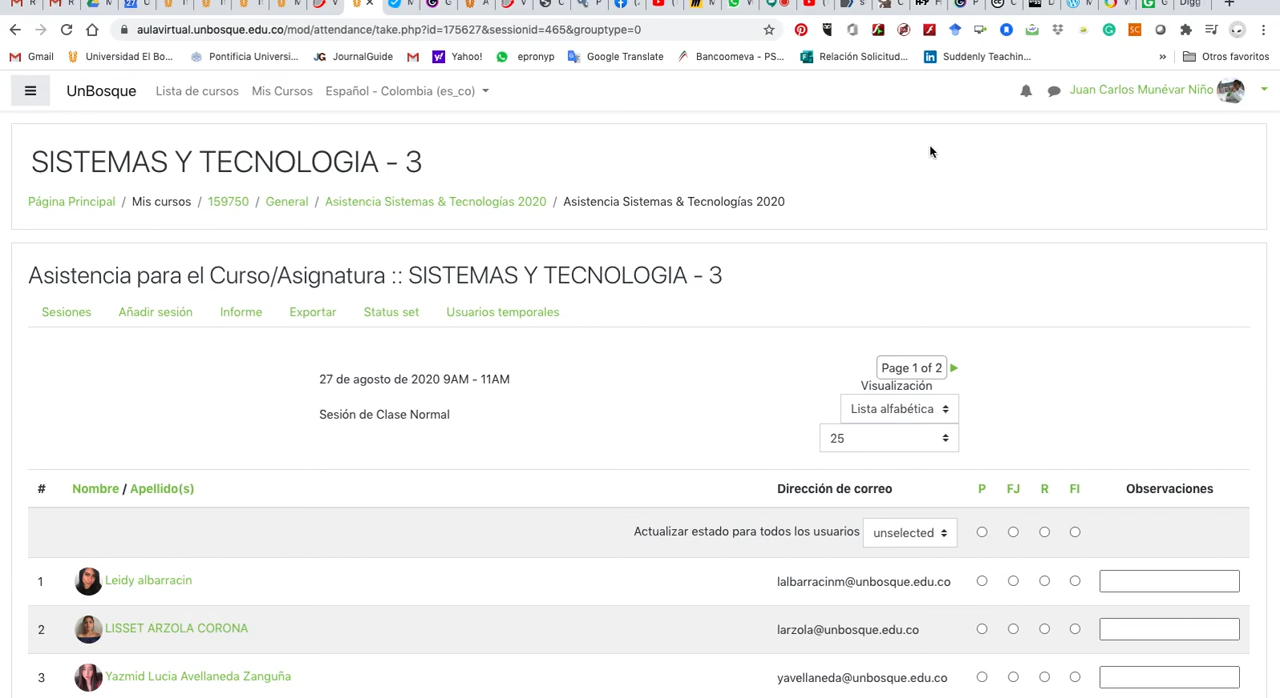 aulavirtual.unbosque.edu.co/mod/attendance/take.php?id=175627&sessionid=465&grouptype=0
Gmail Universidad El Bo... Pontificia Universi... JournalGuide Yahoo! epronyp Google Translate Bancoomeva - PS... Relación Solicitud... Suddenly Teachin... » Otros favoritos
UnBosque Lista de cursos Mis Cursos Español - Colombia (es_co) Juan Carlos Munévar Niño
SISTEMAS Y TECNOLOGIA - 3
Página Principal / Mis cursos / 159750 / General / Asistencia Sistemas & Tecnologías 2020 / Asistencia Sistemas & Tecnologías 2020
Asistencia para el Curso/Asignatura :: SISTEMAS Y TECNOLOGIA - 3
Sesiones Añadir sesión Informe Exportar Status set Usuarios temporales
Page 1 of 2
27 de agosto de 2020 9AM - 11AM
Visualización
Lista alfabética
Sesión de Clase Normal
25
# Nombre / Apellido(s) Dirección de correo P FJ R FI Observaciones
Actualizar estado para todos los usuarios unselected
1 Leidy albarracin lalbarracinm@unbosque.edu.co
2 LISSET ARZOLA CORONA larzola@unbosque.edu.co
3 Yazmid Lucia Avellaneda Zanguña yavellaneda@unbosque.edu.co